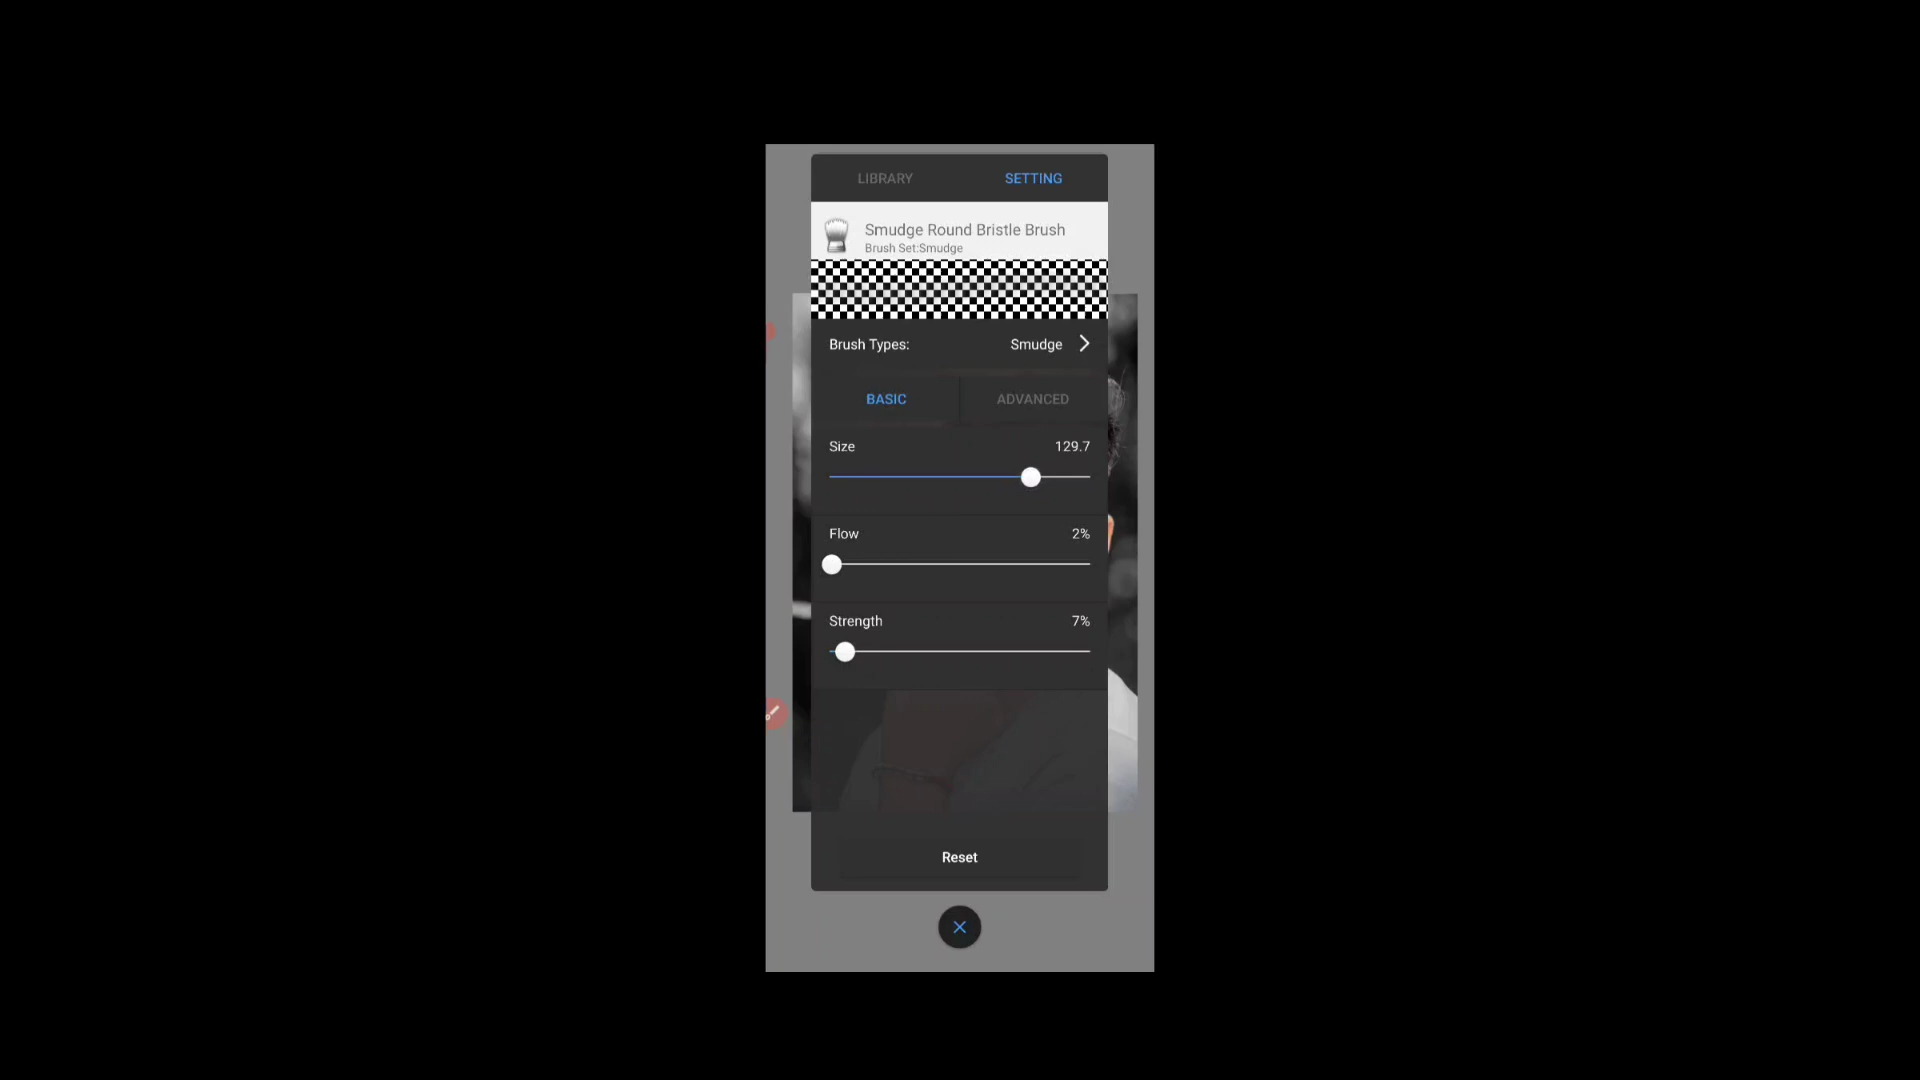 LIBRARY SETTING
Smudge Round Bristle Brush
Brush Set:Smudge
Brush Types: Smudge
BASIC ADVANCED
Size 129.7
Flow 2%
Strength 7%
Reset